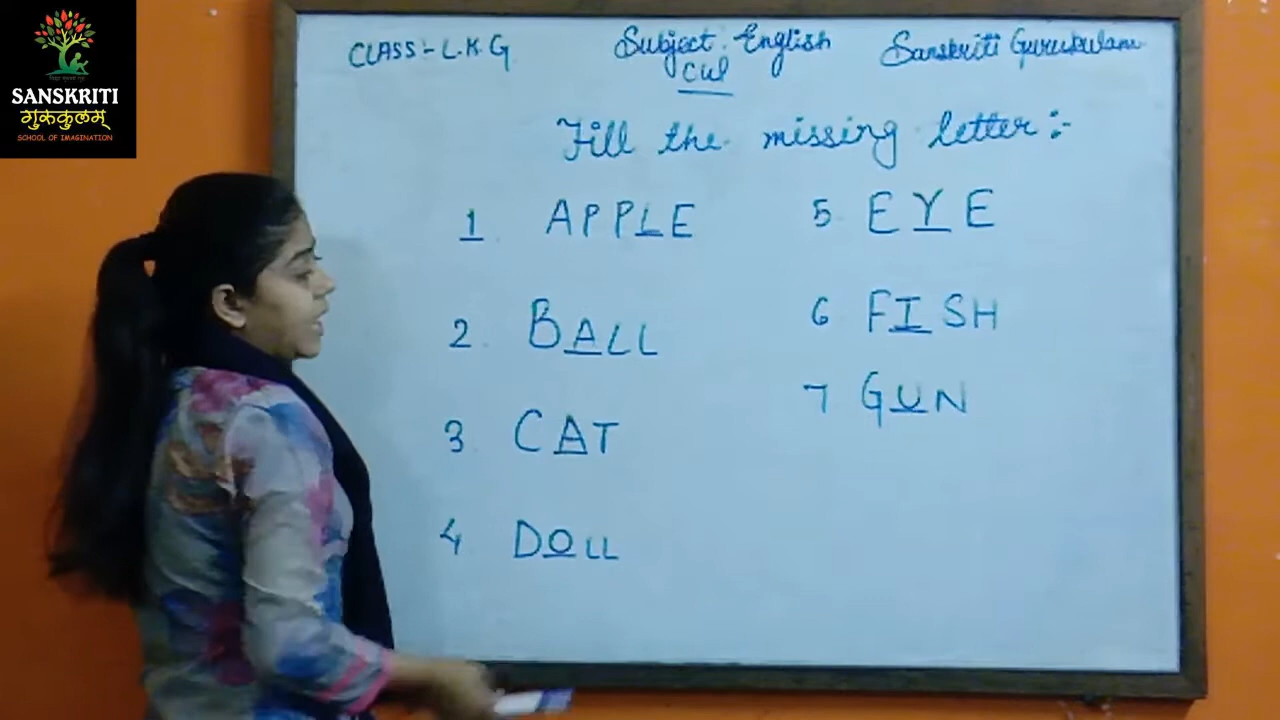 SANSKRITI
गुरुकुलम्
SCHOOL OF IMAGINATION
CLASS:- L.K.G
Subject. English
Sanskriti Gurukulam
CW
Fill the missing letter:-
1 APPLE
2. BALL
3 CAT
4 DOLL
5 EYE
6 FISH
7 GUN